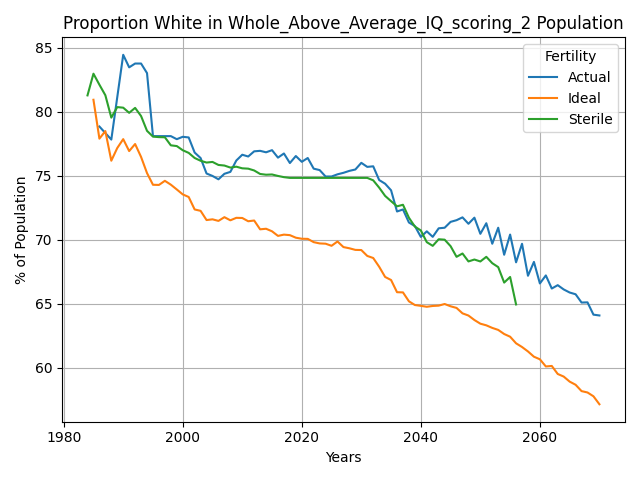 Proportion White in Whole_Above_Average_IQ_scoring_2 Population
% of Population
85
80
75
70
65
60
Fertility
Actual
Ideal
Sterile
1980 2000 2020 2040 2060
Years